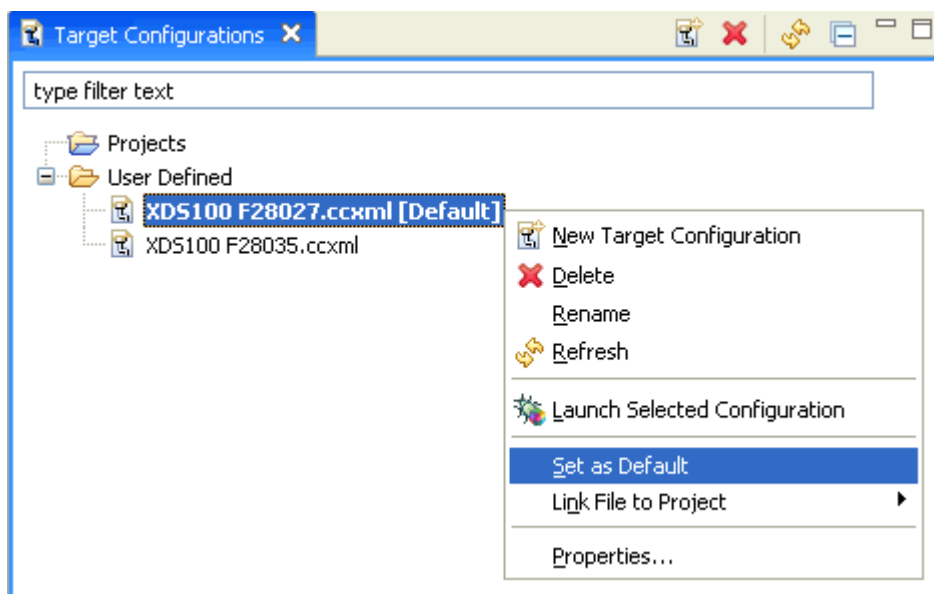 Target Configurations
type filter text
Projects
User Defined
XDS100 F28027.ccxml [Default]
XDS100 F28035.ccxml
New Target Configuration
Delete
Rename
Refresh
Launch Selected Configuration
Set as Default
Link File to Project
Properties...